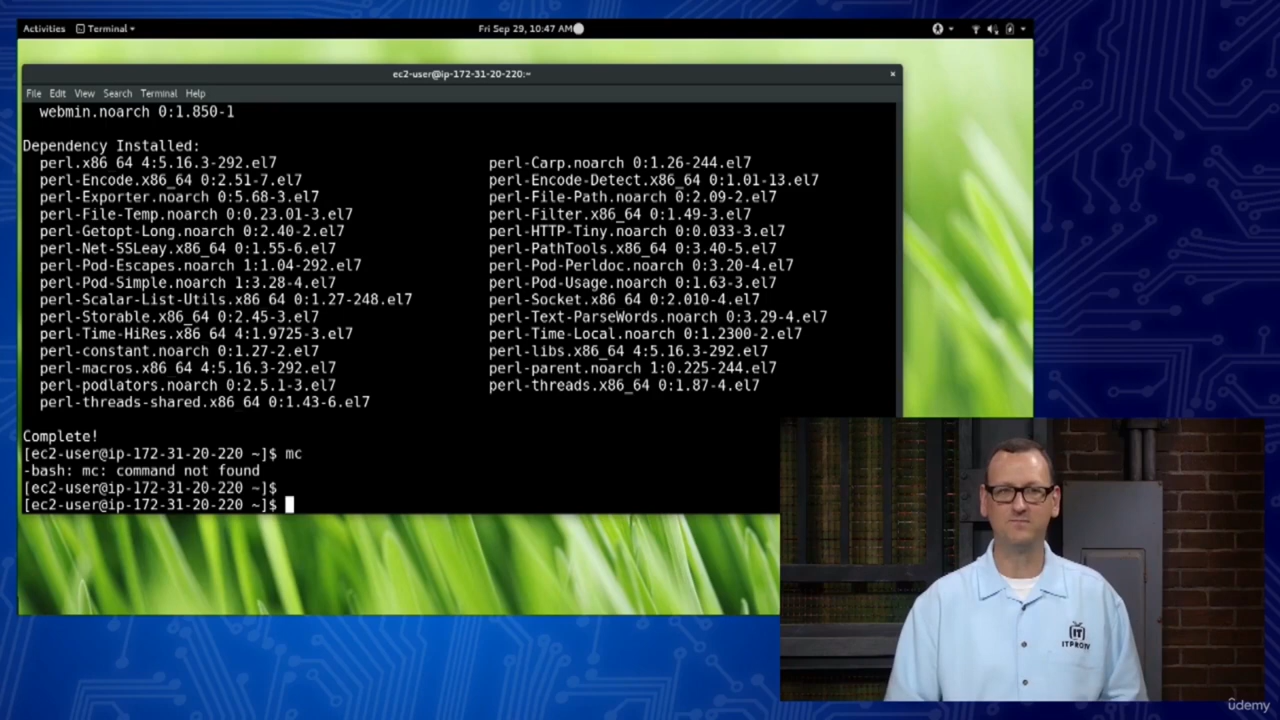 Activities Terminal Fri Sep 29, 10:47 AM
ec2-user@ip-172-31-20-220:~ ×
File Edit View Search Terminal Help
webmin.noarch 0:1.850-1
Dependency Installed:
perl.x86_64 4:5.16.3-292.el7 perl-Carp.noarch 0:1.26-244.el7
perl-Encode.x86_64 0:2.51-7.el7 perl-Encode-Detect.x86_64 0:1.01-13.el7
perl-Exporter.noarch 0:5.68-3.el7 perl-File-Path.noarch 0:2.09-2.el7
perl-File-Temp.noarch 0:0.23.01-3.el7 perl-Filter.x86_64 0:1.49-3.el7
perl-Getopt-Long.noarch 0:2.40-2.el7 perl-HTTP-Tiny.noarch 0:0.033-3.el7
perl-Net-SSLeay.x86_64 0:1.55-6.el7 perl-PathTools.x86_64 0:3.40-5.el7
perl-Pod-Escapes.noarch 1:1.04-292.el7 perl-Pod-Perldoc.noarch 0:3.20-4.el7
perl-Pod-Simple.noarch 1:3.28-4.el7 perl-Pod-Usage.noarch 0:1.63-3.el7
perl-Scalar-List-Utils.x86_64 0:1.27-248.el7 perl-Socket.x86_64 0:2.010-4.el7
perl-Storable.x86_64 0:2.45-3.el7 perl-Text-ParseWords.noarch 0:3.29-4.el7
perl-Time-HiRes.x86_64 4:1.9725-3.el7 perl-Time-Local.noarch 0:1.2300-2.el7
perl-constant.noarch 0:1.27-2.el7 perl-libs.x86_64 4:5.16.3-292.el7
perl-macros.x86_64 4:5.16.3-292.el7 perl-parent.noarch 1:0.225-244.el7
perl-podlators.noarch 0:2.5.1-3.el7 perl-threads.x86_64 0:1.87-4.el7
perl-threads-shared.x86_64 0:1.43-6.el7
Complete!
[ec2-user@ip-172-31-20-220 ~]$ mc
-bash: mc: command not found
[ec2-user@ip-172-31-20-220 ~]$
[ec2-user@ip-172-31-20-220 ~]$
IT
ITPROTV
ûdemy